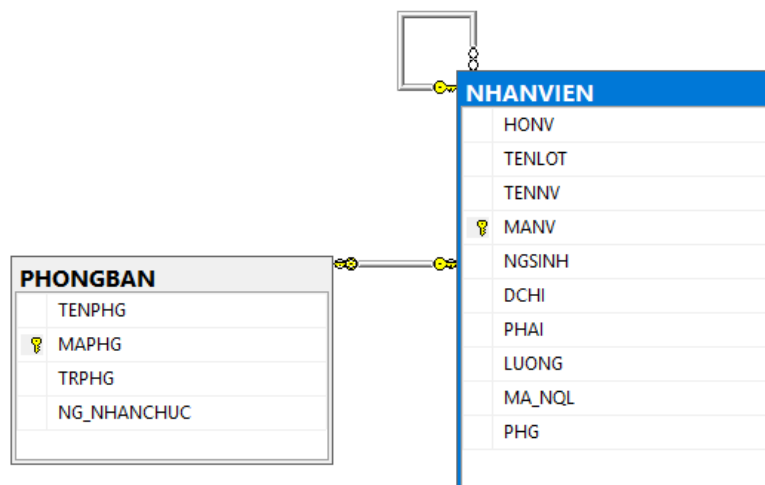 NHANVIEN
HONV
TENLOT
TENNV
MANV
NGSINH
DCHI
PHAI
LUONG
MA_NQL
PHG
PHONGBAN
TENPHG
MAPHG
TRPHG
NG_NHANCHUC